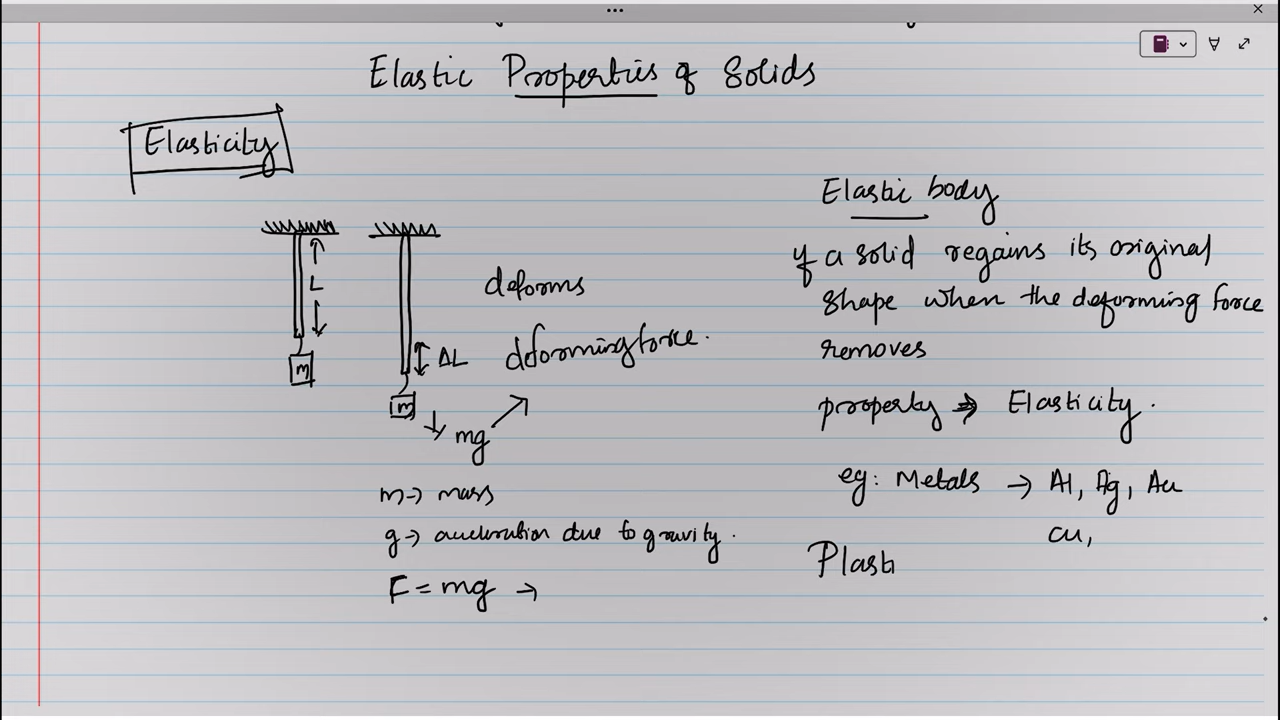 Elastic Properties of Solids
Elasticity
L
m
ΔL
m
mg
deforms
deforming force.
m → mass
g → acceleration due to gravity.
F = mg →
Elastic body
If a solid regains its original
shape when the deforming force
removes
property ⇒ Elasticity.
eg: Metals → Al, Ag, Au
Cu,
Plasti